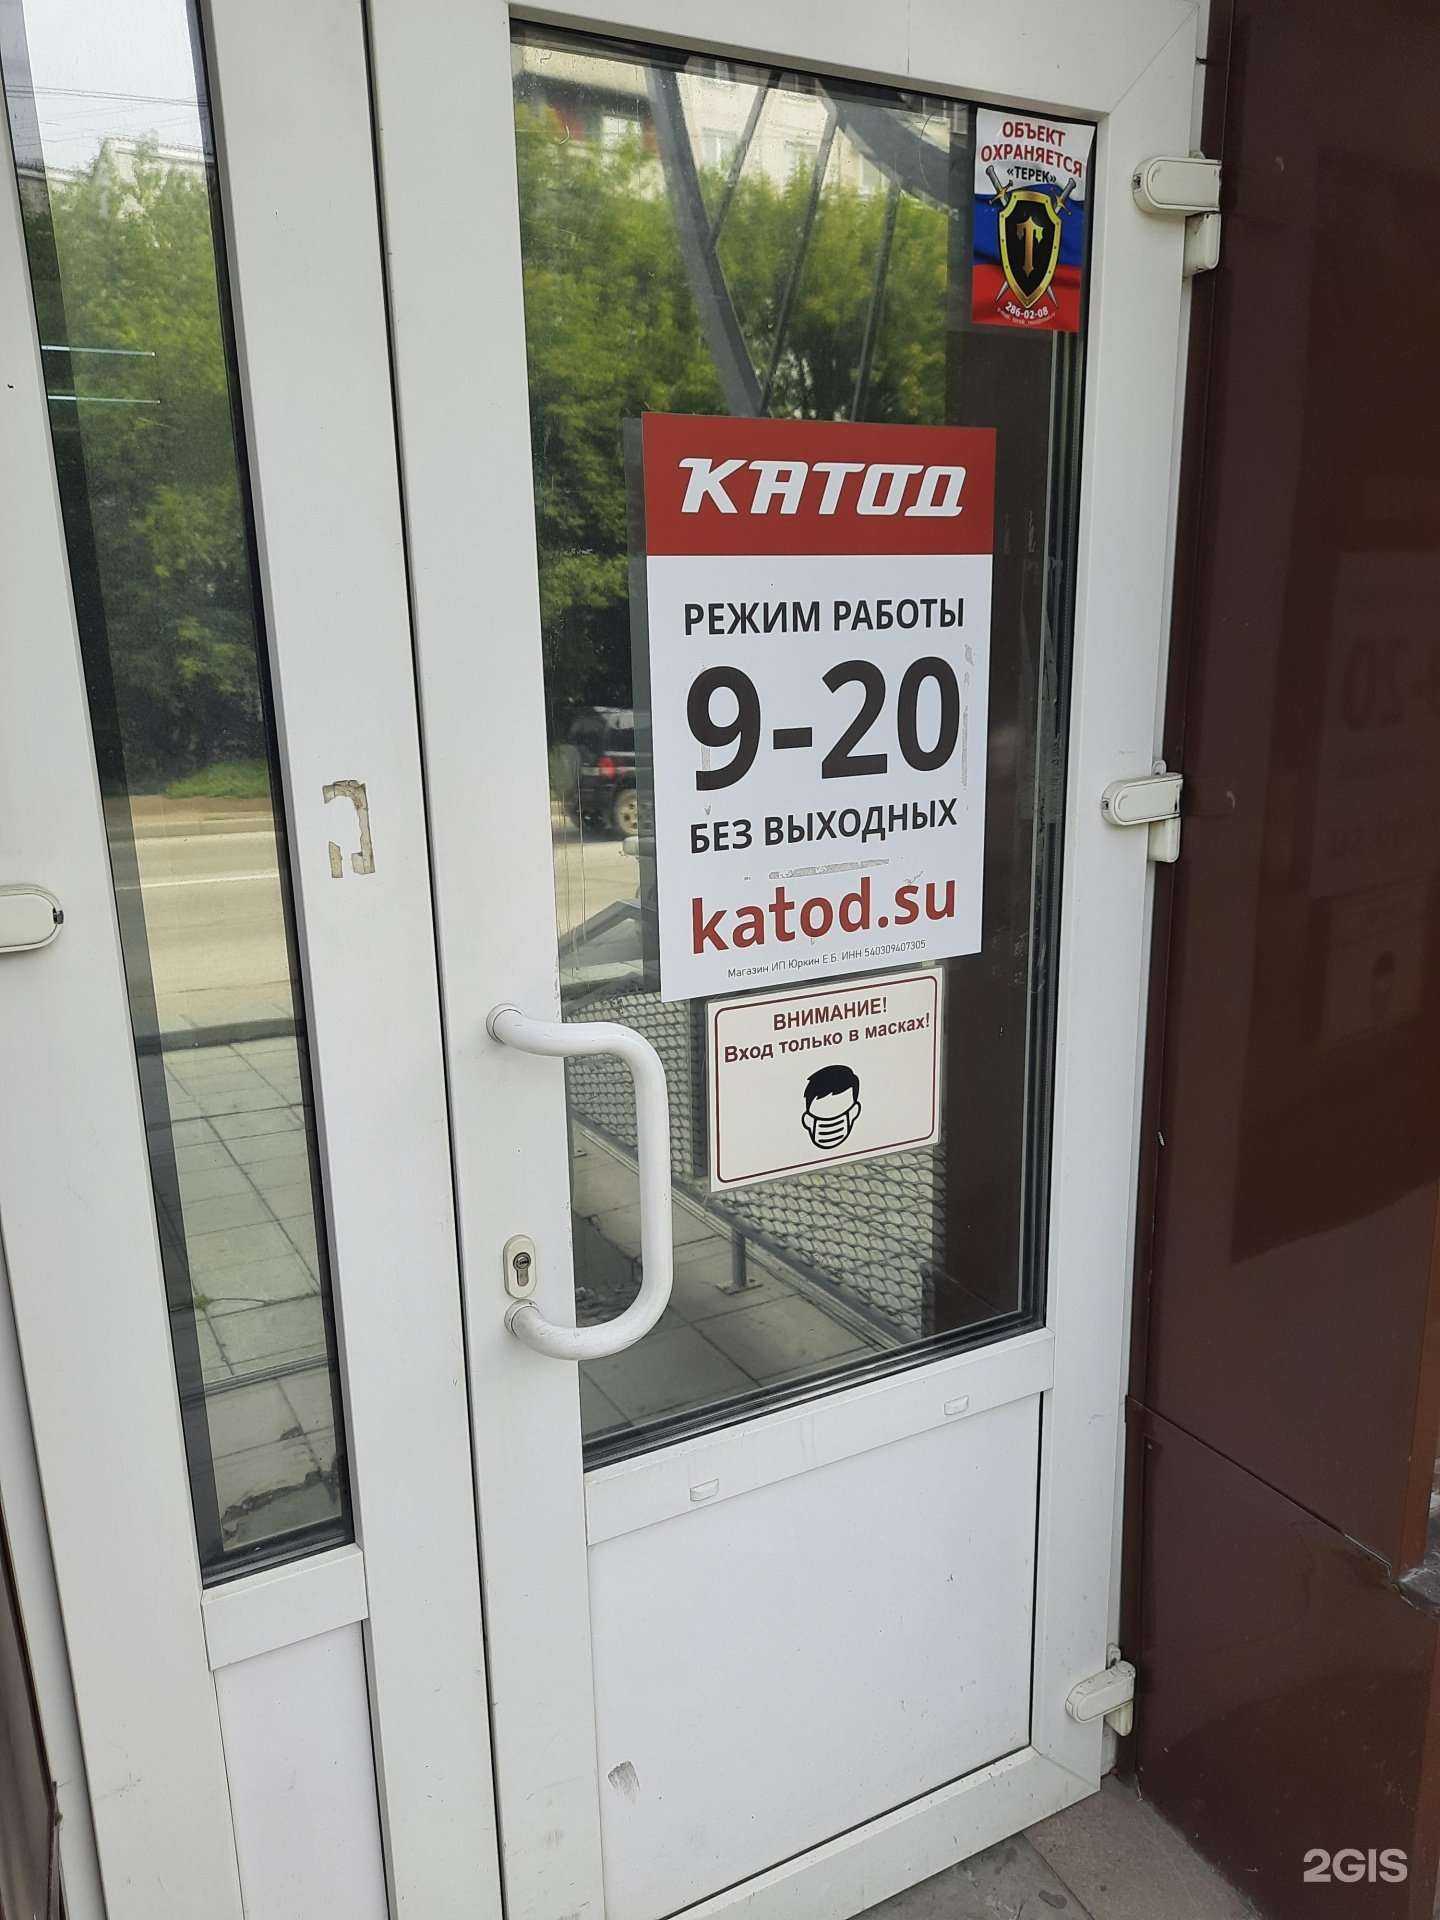 ОБЪЕКТ
ОХРАНЯЕТСЯ
«ТЕРЕК»
Т
286-02-08
КАТОД
РЕЖИМ РАБОТЫ
9-20
БЕЗ ВЫХОДНЫХ
katod.su
Магазин ИП Юркин Е.Б. ИНН 540309407305
ВНИМАНИЕ!
Вход только в масках!
2GIS